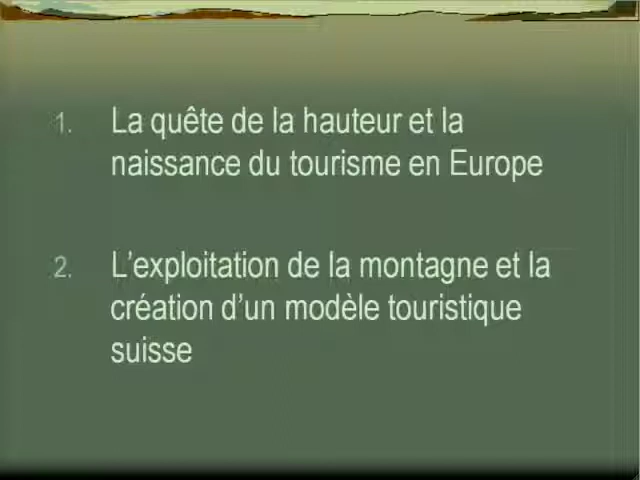 1. La quête de la hauteur et la
naissance du tourisme en Europe
2. L’exploitation de la montagne et la
création d’un modèle touristique
suisse